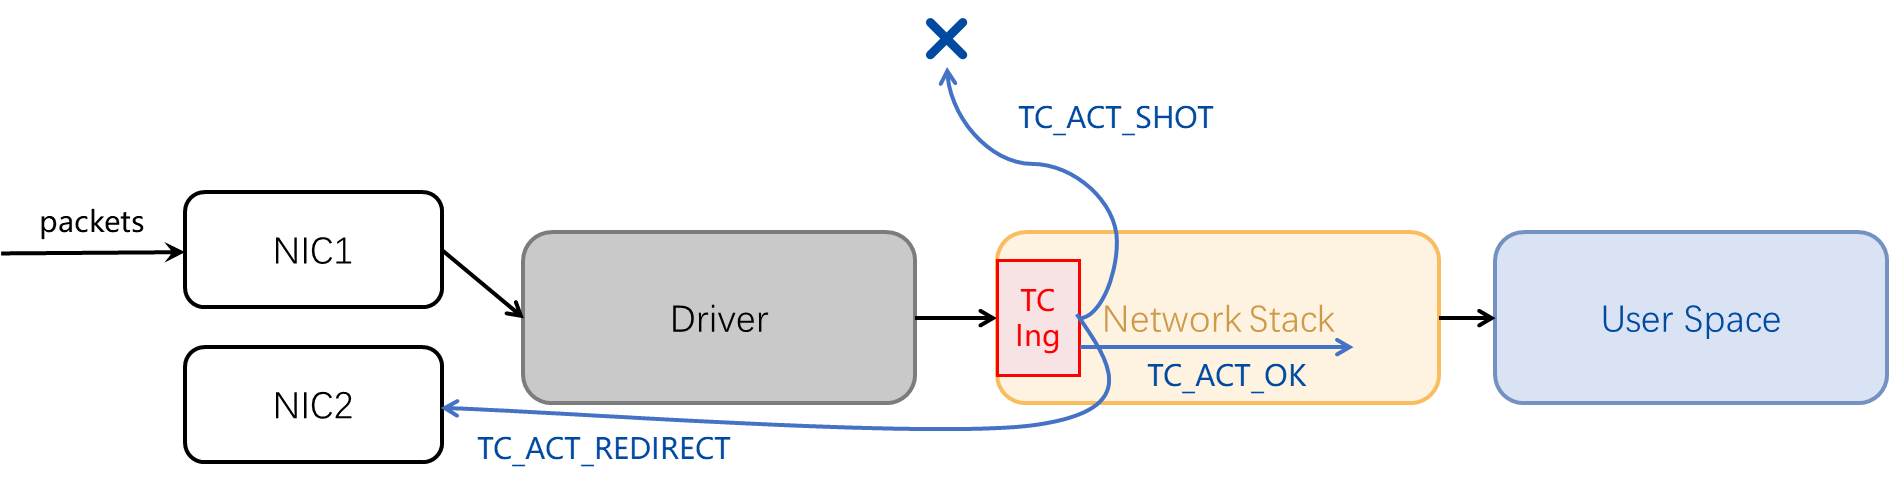 TC_ACT_SHOT
packets
NIC1
Driver
TC
Ing
Network Stack
User Space
TC_ACT_OK
NIC2
TC_ACT_REDIRECT